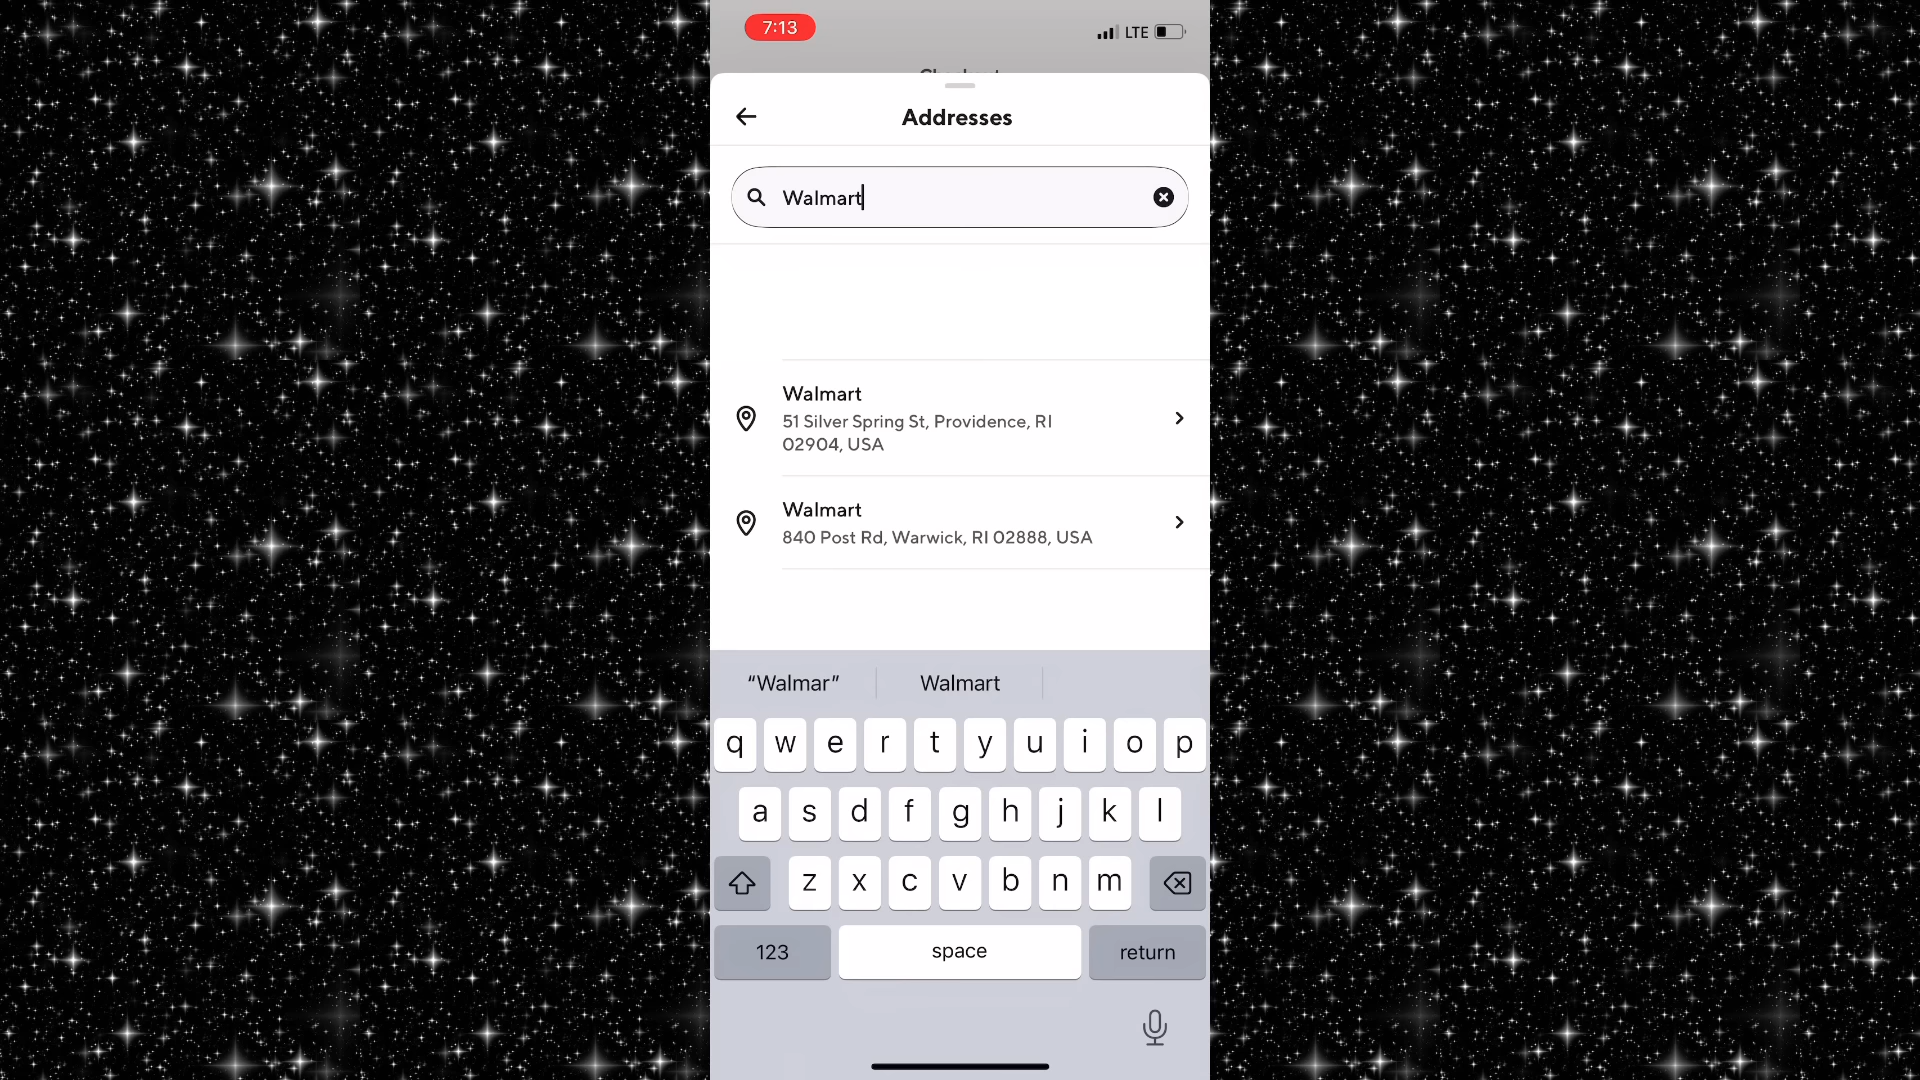 7:13
LTE
Checkout
Addresses
Walmart
Walmart
51 Silver Spring St, Providence, RI
02904, USA
Walmart
840 Post Rd, Warwick, RI 02888, USA
“Walmar”
Walmart
q w e r t y u i o p
a s d f g h j k l
z x c v b n m
123
space
return